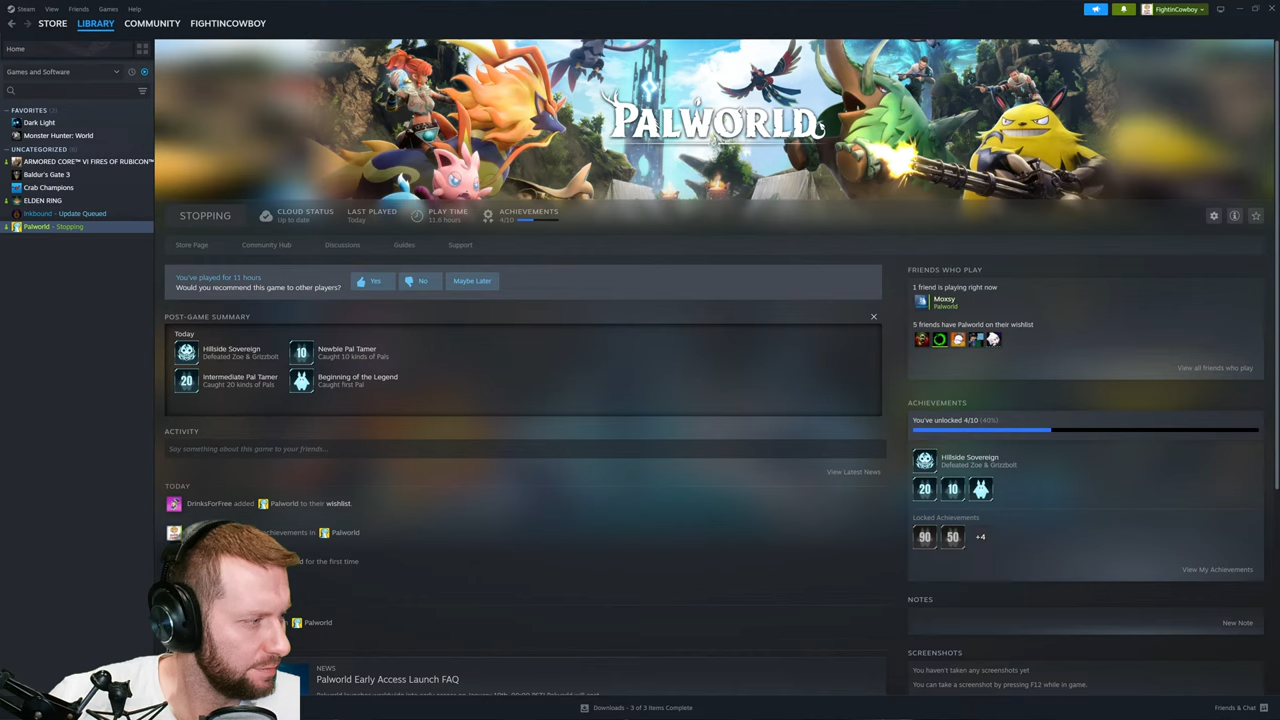 Steam View Friends Games Help
FightinCowboy
STORE LIBRARY COMMUNITY FIGHTINCOWBOY
Home
Games and Software
FAVORITES (2)
Dark Light
Monster Hunter: World
UNCATEGORIZED
ARMORED CORE™ VI FIRES OF RUBICON™
Baldur's Gate 3
Crab Champions
ELDEN RING
Inkbound - Update Queued
Palworld - Stopping
PALWORLD
STOPPING
CLOUD STATUS
Up to date
LAST PLAYED
Today
PLAY TIME
11.6 hours
ACHIEVEMENTS
4/10
Store Page Community Hub Discussions Guides Support
You've played for 11 hours
Would you recommend this game to other players?
Yes No Maybe Later
POST-GAME SUMMARY
Today
Hillside Sovereign
Defeated Zoe & Grizzbolt
10
Newbie Pal Tamer
Caught 10 kinds of Pals
20
Intermediate Pal Tamer
Caught 20 kinds of Pals
Beginning of the Legend
Caught first Pal
ACTIVITY
Say something about this game to your friends...
View Latest News
TODAY
DrinksForFree added Palworld to their wishlist.
achievements in Palworld
for the first time
Palworld
NEWS
Palworld Early Access Launch FAQ
FRIENDS WHO PLAY
1 friend is playing right now
Moxsy
Palworld
5 friends have Palworld on their wishlist
View all friends who play
ACHIEVEMENTS
You've unlocked 4/10 (40%)
Hillside Sovereign
Defeated Zoe & Grizzbolt
20 10
Locked Achievements
90 50 +4
View My Achievements
NOTES
New Note
SCREENSHOTS
You haven't taken any screenshots yet
You can take a screenshot by pressing F12 while in game.
Downloads - 3 of 3 Items Complete
Friends & Chat